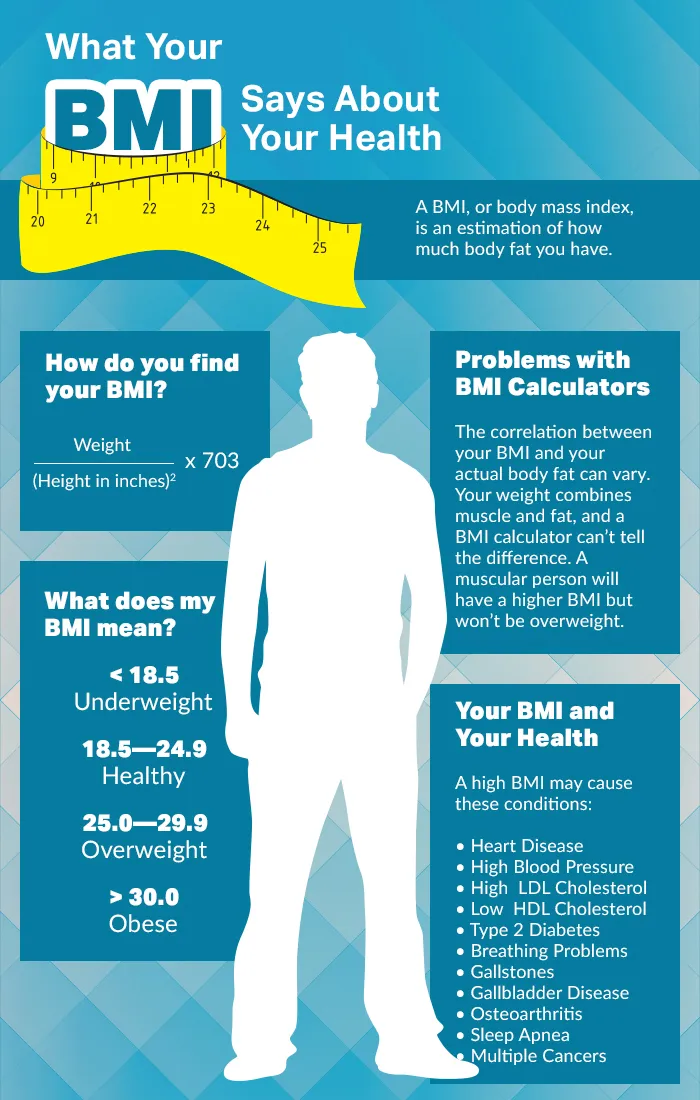 What Your
BMI
Says About
Your Health
9
20
21
22
23
24
25
A BMI, or body mass index,
is an estimation of how
much body fat you have.
How do you find
your BMI?
Weight
(Height in inches)²
x 703
What does my
BMI mean?
< 18.5
Underweight
18.5—24.9
Healthy
25.0—29.9
Overweight
> 30.0
Obese
Problems with
BMI Calculators
The correlation between
your BMI and your
actual body fat can vary.
Your weight combines
muscle and fat, and a
BMI calculator can't tell
the difference. A
muscular person will
have a higher BMI but
won't be overweight.
Your BMI and
Your Health
A high BMI may cause
these conditions:
• Heart Disease
• High Blood Pressure
• High  LDL Cholesterol
• Low  HDL Cholesterol
• Type 2 Diabetes
• Breathing Problems
• Gallstones
• Gallbladder Disease
• Osteoarthritis
• Sleep Apnea
• Multiple Cancers